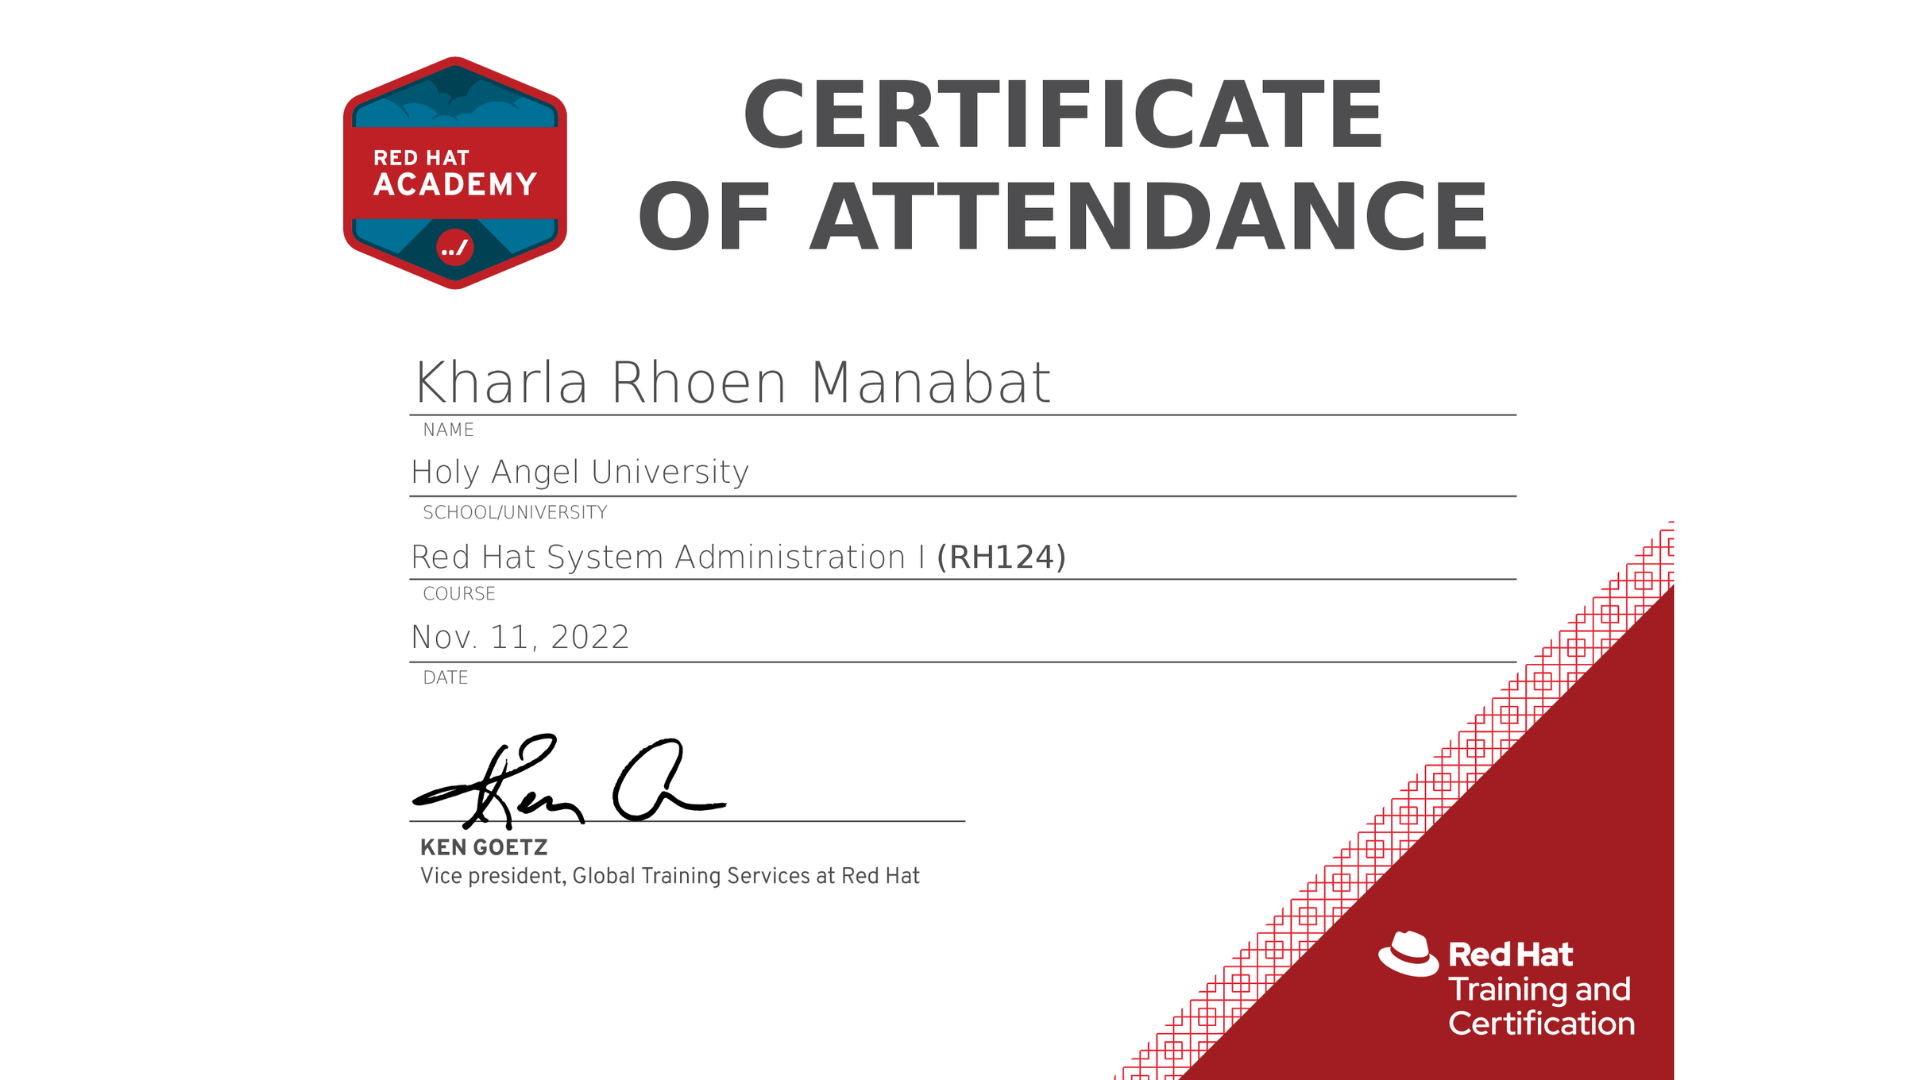 RED HAT
ACADEMY
../
CERTIFICATE
OF ATTENDANCE
Kharla Rhoen Manabat
NAME
Holy Angel University
SCHOOL/UNIVERSITY
Red Hat System Administration I (RH124)
COURSE
Nov. 11, 2022
DATE
KEN GOETZ
Vice president, Global Training Services at Red Hat
Red Hat
Training and
Certification